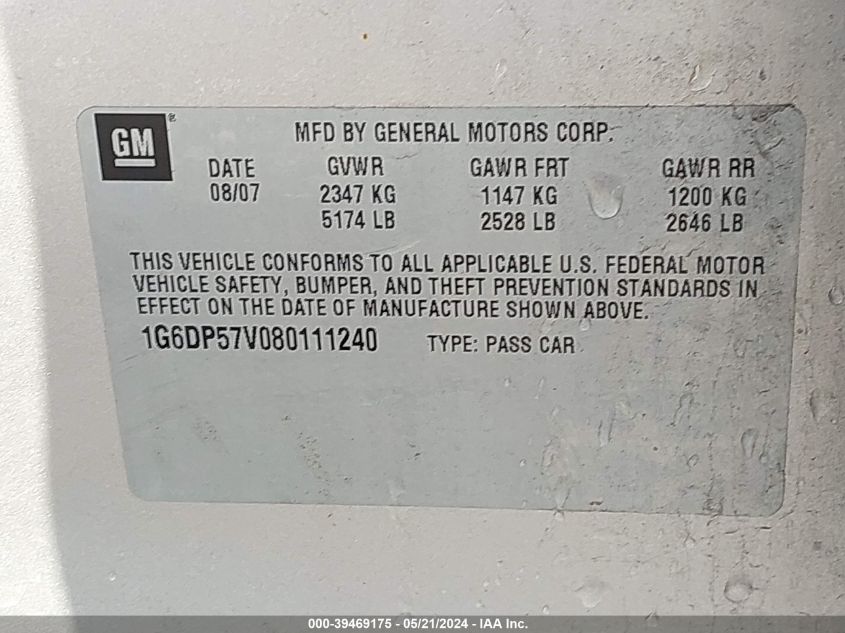 GM ®
MFD BY GENERAL MOTORS CORP.
DATE GVWR GAWR FRT GAWR RR
08/07 2347 KG 1147 KG 1200 KG
5174 LB 2528 LB 2646 LB
THIS VEHICLE CONFORMS TO ALL APPLICABLE U.S. FEDERAL MOTOR
VEHICLE SAFETY, BUMPER, AND THEFT PREVENTION STANDARDS IN
EFFECT ON THE DATE OF MANUFACTURE SHOWN ABOVE.
1G6DP57V080111240 TYPE: PASS CAR
000-39469175 - 05/21/2024 - IAA Inc.